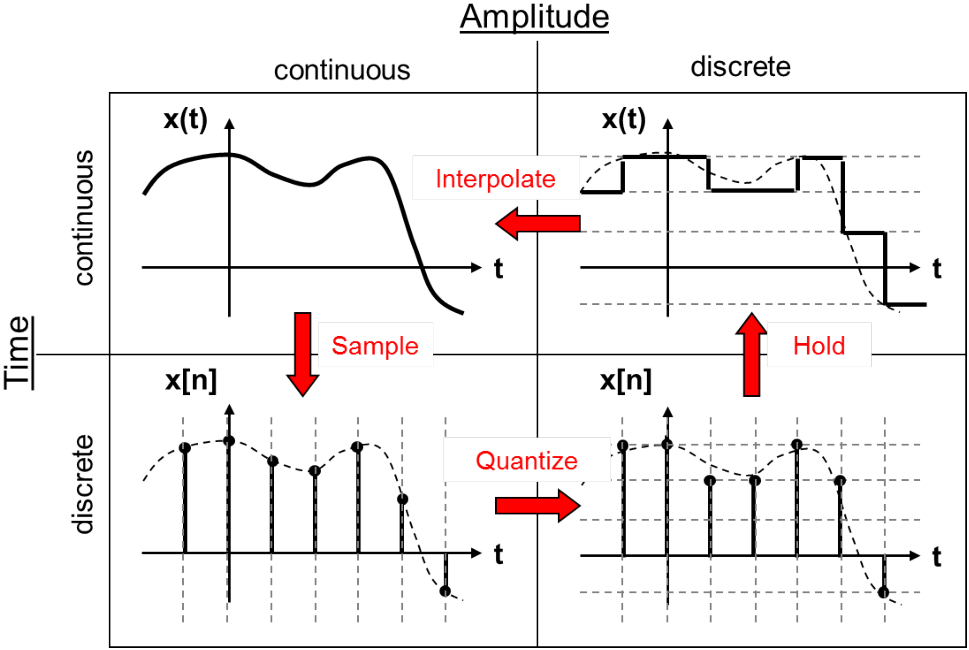 Amplitude
continuous
discrete
Time
continuous
x(t)
t
Interpolate
x(t)
t
Sample
Hold
discrete
x[n]
t
Quantize
x[n]
t